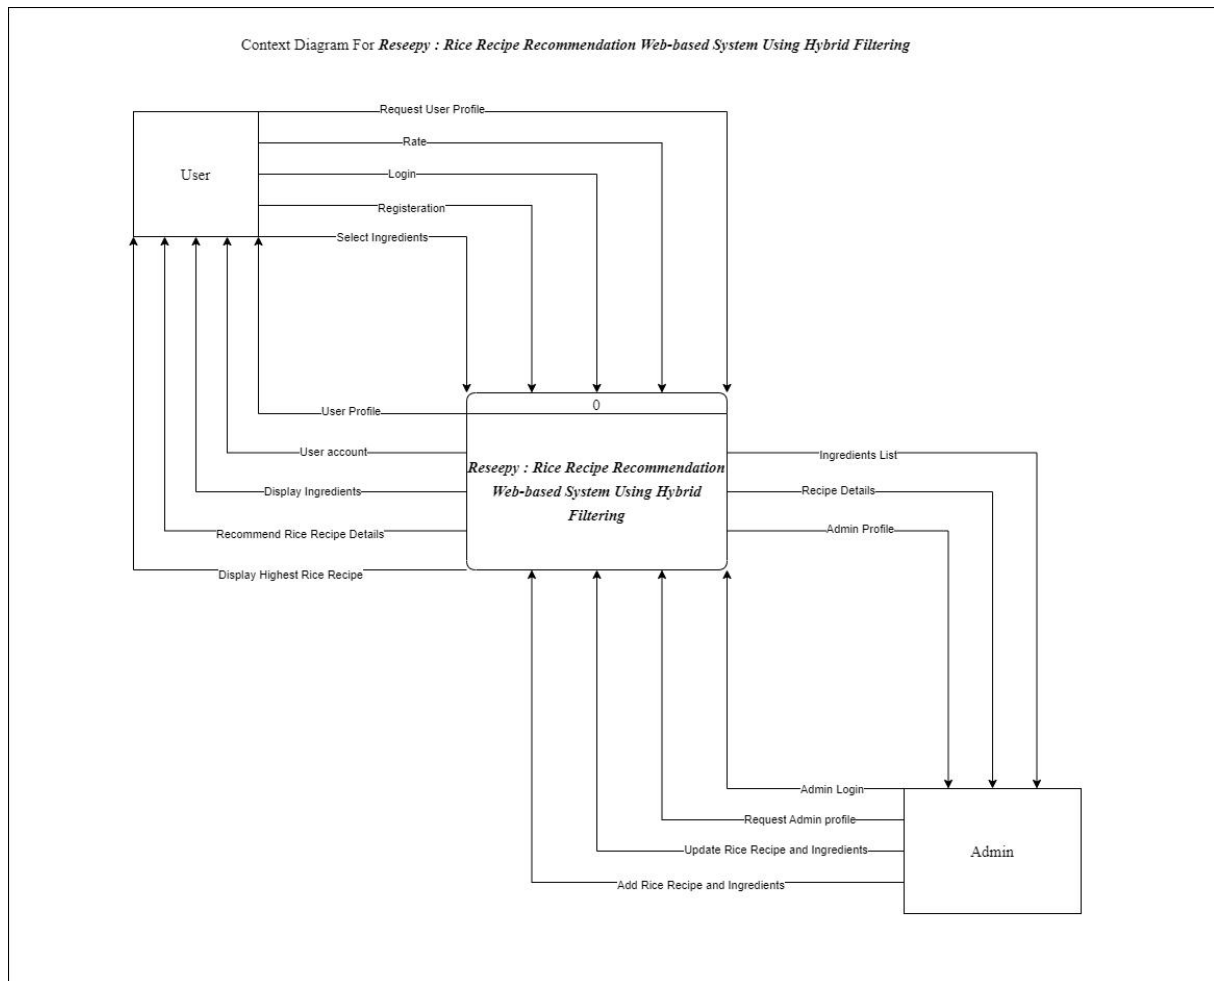 Context Diagram For Reseepy : Rice Recipe Recommendation Web-based System Using Hybrid Filtering
Request User Profile
Rate
User
Login
Registeration
Select Ingredients
0
User Profile
User account
Ingredients List
Reseepy : Rice Recipe Recommendation
Web-based System Using Hybrid
Filtering
Display Ingredients
Recipe Details
Recommend Rice Recipe Details
Admin Profile
Display Highest Rice Recipe
Admin Login
Request Admin profile
Update Rice Recipe and Ingredients
Admin
Add Rice Recipe and Ingredients